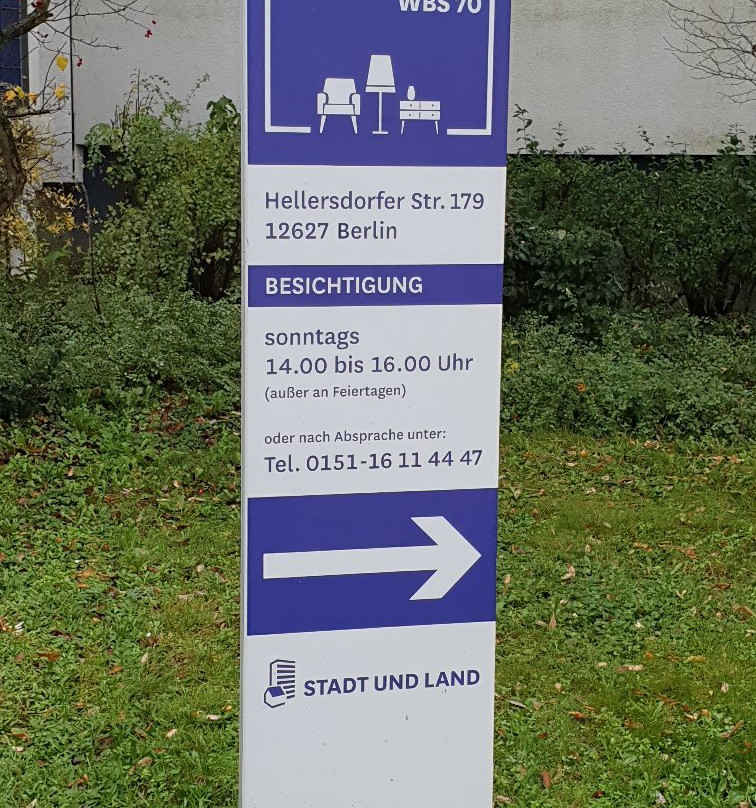 WBS 70
Hellersdorfer Str. 179
12627 Berlin
BESICHTIGUNG
sonntags
14.00 bis 16.00 Uhr
(außer an Feiertagen)
oder nach Absprache unter:
Tel. 0151-16 11 44 47
STADT UND LAND